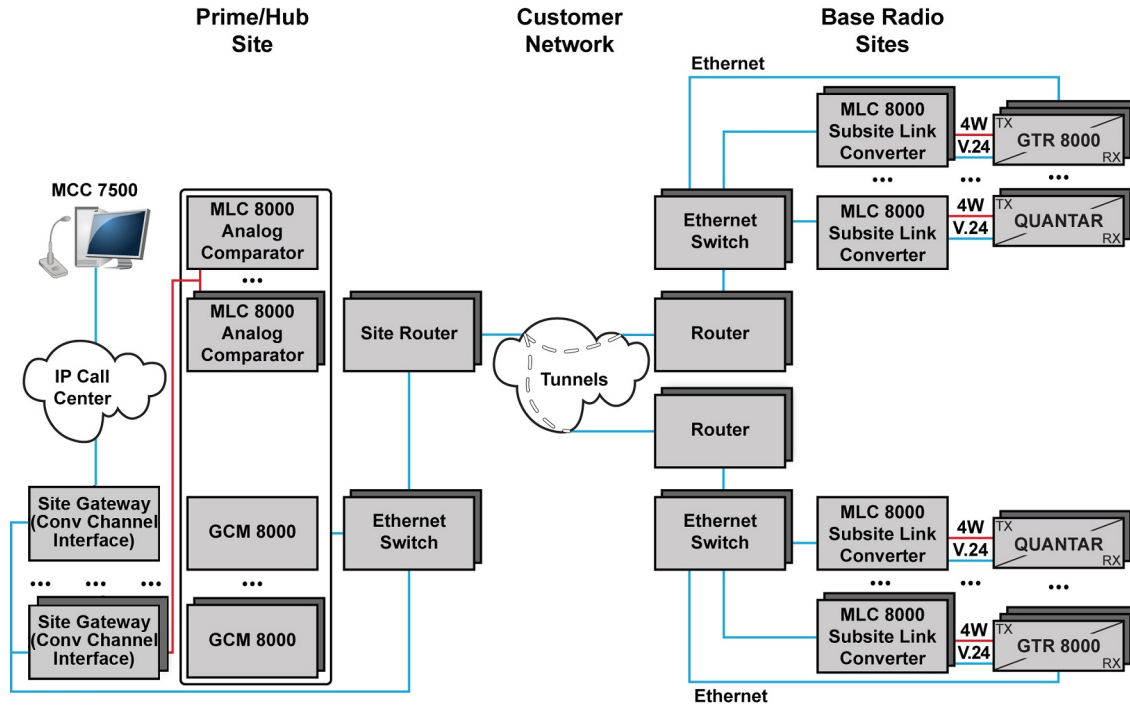 Prime/Hub
Site
Customer
Network
Base Radio
Sites
Ethernet
MCC 7500
MLC 8000
Analog
Comparator
...
MLC 8000
Analog
Comparator
IP Call
Center
Site Gateway
(Conv Channel
Interface)
... ... ...
Site Gateway
(Conv Channel
Interface)
GCM 8000
...
GCM 8000
Site Router
Ethernet
Switch
Tunnels
Ethernet
Switch
Router
Router
Ethernet
Switch
MLC 8000
Subsite Link
Converter
4W
V.24
TX
GTR 8000
RX
... ... ...
MLC 8000
Subsite Link
Converter
4W
V.24
TX
QUANTAR
RX
MLC 8000
Subsite Link
Converter
4W
V.24
TX
QUANTAR
RX
... ... ...
MLC 8000
Subsite Link
Converter
4W
V.24
TX
GTR 8000
RX
Ethernet